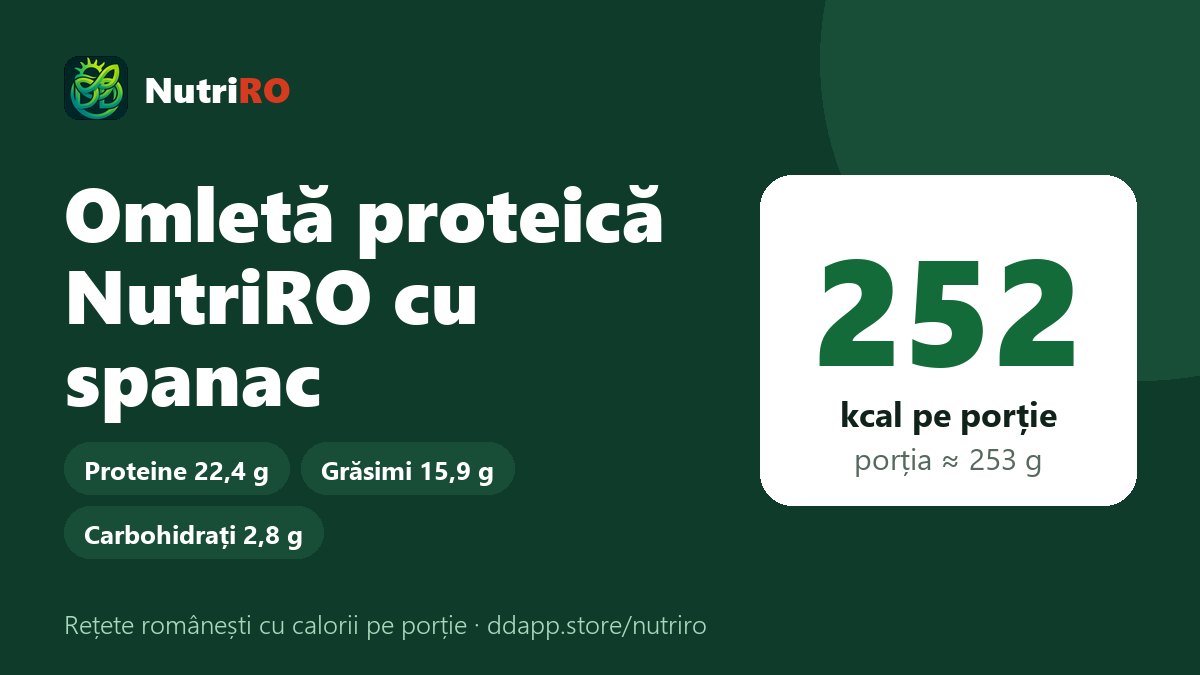 NutriRO
Omletă proteică
NutriRO cu
spanac
252
kcal pe porție
porția ≈ 253 g
Proteine 22,4 g
Grăsimi 15,9 g
Carbohidrați 2,8 g
Rețete românești cu calorii pe porție · ddapp.store/nutriro